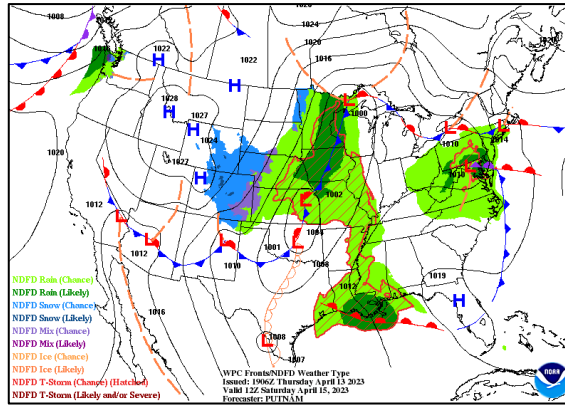 1008
1016
1022
1022
1024
1020
1016
1028
1027
1024
1027
1020
1000
1010
1014
1018
1002
1012
1012
1010
1001
1004
1008
1012
1019
1016
1008
1007
H
H
H
H
H
H
L
L
L
L
L
L
L
L
L
L
NDFD Rain (Chance)
NDFD Rain (Likely)
NDFD Snow (Chance)
NDFD Snow (Likely)
NDFD Mix (Chance)
NDFD Mix (Likely)
NDFD Ice (Chance)
NDFD Ice (Likely)
NDFD T-Storm (Chance) (Hatched)
NDFD T-Storm (Likely and/or Severe)
WPC Fronts/NDFD Weather Type
Issued: 1906Z Thursday April 13 2023
Valid 12Z Saturday April 15, 2023
Forecaster: PUTNAM
NOAA